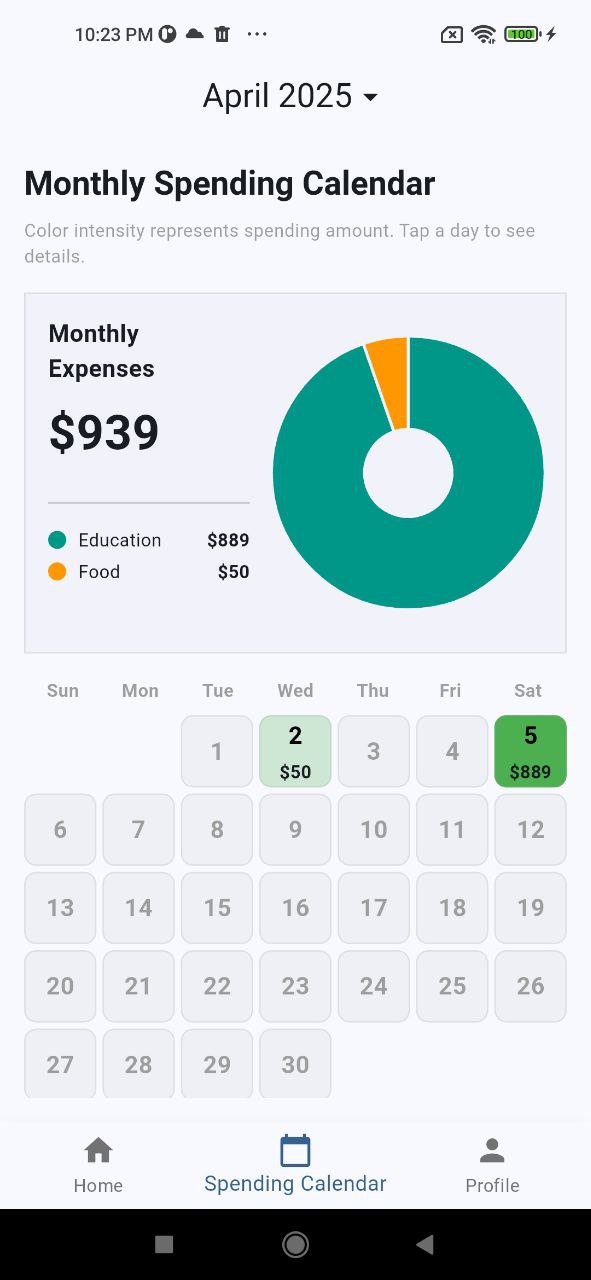 10:23 PM ... 100
April 2025
Monthly Spending Calendar
Color intensity represents spending amount. Tap a day to see
details.
Monthly
Expenses
$939
Education $889
Food $50
Sun Mon Tue Wed Thu Fri Sat
1 2 3 4 5
$50 $889
6 7 8 9 10 11 12
13 14 15 16 17 18 19
20 21 22 23 24 25 26
27 28 29 30
Home Spending Calendar Profile